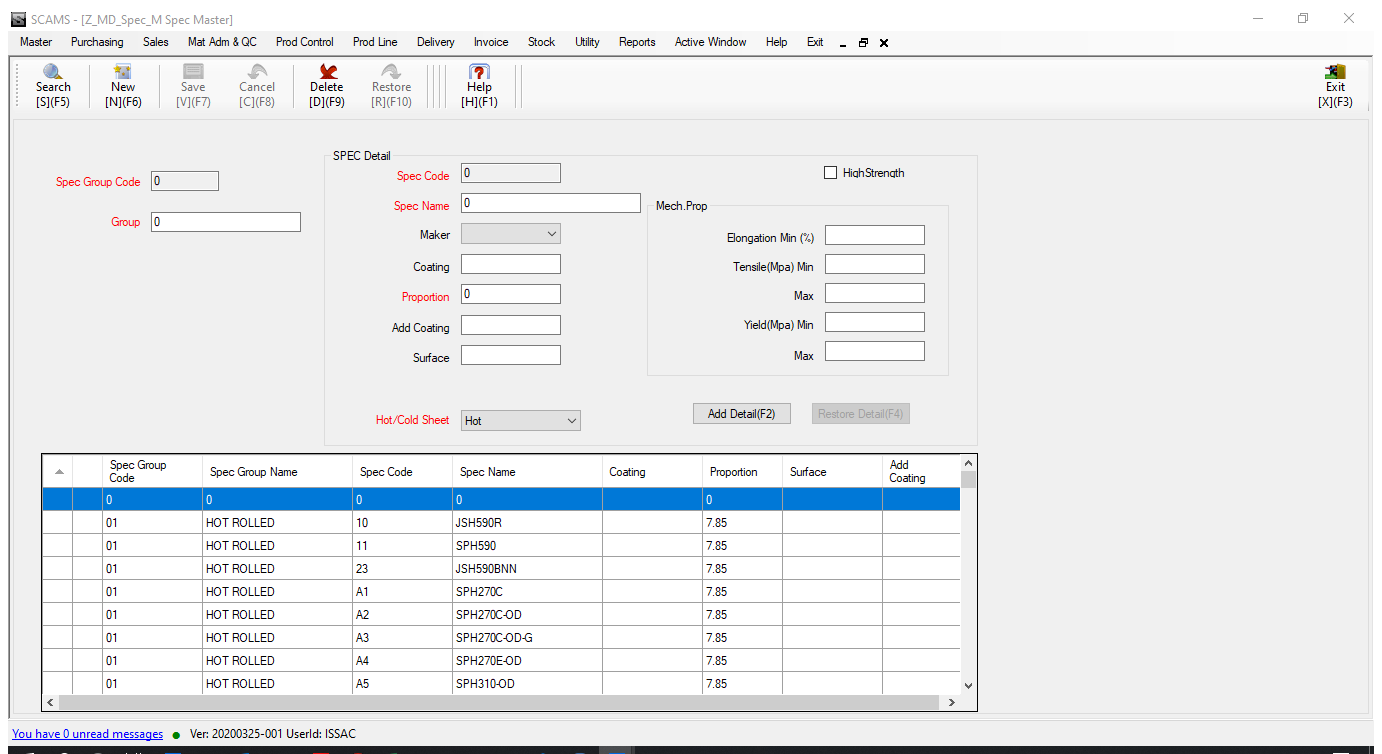 SCAMS - [Z_MD_Spec_M Spec Master]
Master Purchasing Sales Mat Adm & QC Prod Control Prod Line Delivery Invoice Stock Utility Reports Active Window Help Exit
Search New Save Cancel Delete Restore Help Exit
[S](F5) [N](F6) [V](F7) [C](F8) [D](F9) [R](F10) [H](F1) [X](F3)
SPEC Detail
Spec Group Code 0
Group 0
Spec Code 0
HighStrength
Spec Name 0
Maker
Coating
Proportion 0
Add Coating
Surface
Hot/Cold Sheet Hot
Mech.Prop
Elongation Min (%)
Tensile(Mpa) Min
Max
Yield(Mpa) Min
Max
Add Detail(F2) Restore Detail(F4)
Spec Group Code Spec Group Name Spec Code Spec Name Coating Proportion Surface Add Coating
0 0 0 0 0
01 HOT ROLLED 10 JSH590R 7.85
01 HOT ROLLED 11 SPH590 7.85
01 HOT ROLLED 23 JSH590BNN 7.85
01 HOT ROLLED A1 SPH270C 7.85
01 HOT ROLLED A2 SPH270C-OD 7.85
01 HOT ROLLED A3 SPH270C-OD-G 7.85
01 HOT ROLLED A4 SPH270E-OD 7.85
01 HOT ROLLED A5 SPH310-OD 7.85
You have 0 unread messages Ver: 20200325-001 UserId: ISSAC